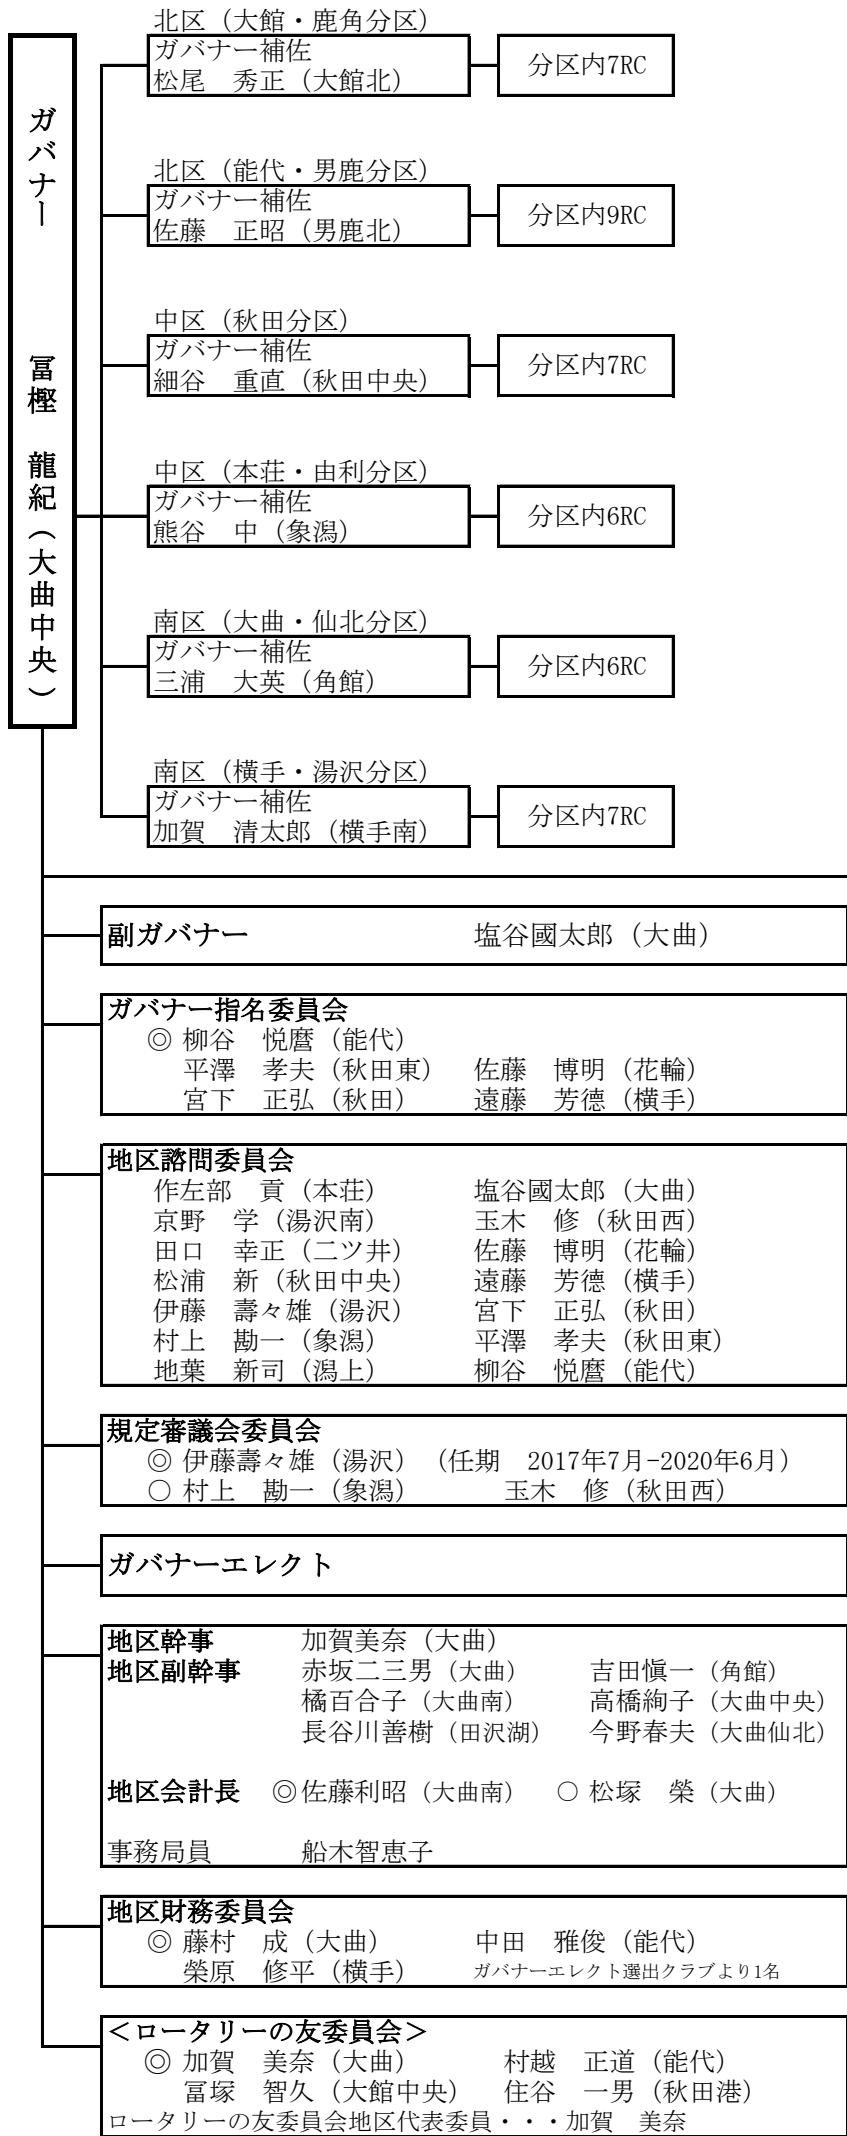 ガバナー　冨樫　龍紀（大曲中央）
北区（大館・鹿角分区）
ガバナー補佐
松尾　秀正（大館北）
分区内7RC
北区（能代・男鹿分区）
ガバナー補佐
佐藤　正昭（男鹿北）
分区内9RC
中区（秋田分区）
ガバナー補佐
細谷　重直（秋田中央）
分区内7RC
中区（本荘・由利分区）
ガバナー補佐
熊谷　中（象潟）
分区内6RC
南区（大曲・仙北分区）
ガバナー補佐
三浦　大英（角館）
分区内6RC
南区（横手・湯沢分区）
ガバナー補佐
加賀　清太郎（横手南）
分区内7RC
副ガバナー　塩谷國太郎（大曲）
ガバナー指名委員会
◎ 柳谷　悦麿（能代）
平澤　孝夫（秋田東）　佐藤　博明（花輪）
宮下　正弘（秋田）　遠藤　芳德（横手）
地区諮問委員会
作左部　貢（本荘）　塩谷國太郎（大曲）
京野　学（湯沢南）　玉木　修（秋田西）
田口　幸正（二ツ井）　佐藤　博明（花輪）
松浦　新（秋田中央）　遠藤　芳德（横手）
伊藤　壽々雄（湯沢）　宮下　正弘（秋田）
村上　勘一（象潟）　平澤　孝夫（秋田東）
地葉　新司（潟上）　柳谷　悦麿（能代）
規定審議会委員会
◎ 伊藤壽々雄（湯沢）（任期　2017年7月-2020年6月）
○ 村上　勘一（象潟）　玉木　修（秋田西）
ガバナーエレクト
地区幹事　加賀美奈（大曲）
地区副幹事　赤坂二三男（大曲）　吉田愼一（角館）
橘百合子（大曲南）　高橋絢子（大曲中央）
長谷川善樹（田沢湖）　今野春夫（大曲仙北）
地区会計長　◎佐藤利昭（大曲南）　○ 松塚　榮（大曲）
事務局員　船木智恵子
地区財務委員会
◎ 藤村　成（大曲）　中田　雅俊（能代）
榮原　修平（横手）　ガバナーエレクト選出クラブより1名
＜ロータリーの友委員会＞
◎ 加賀　美奈（大曲）　村越　正道（能代）
冨塚　智久（大館中央）　住谷　一男（秋田港）
ロータリーの友委員会地区代表委員・・・加賀　美奈